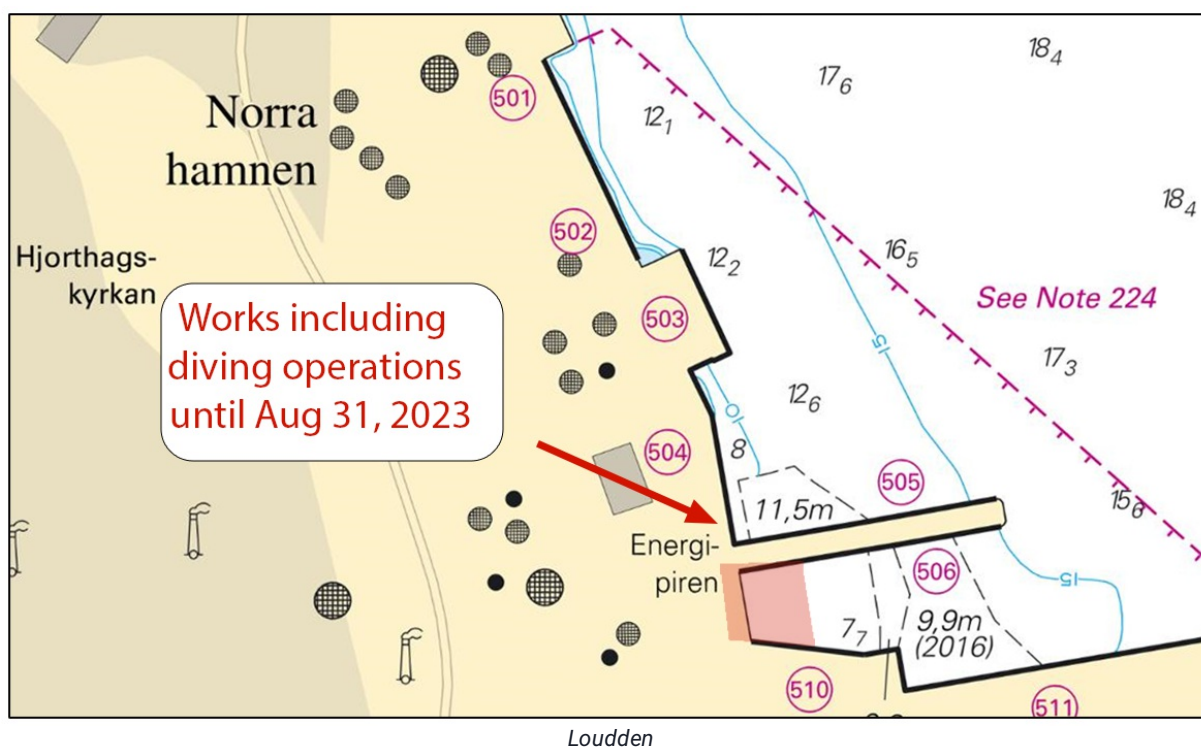 18₄
17₆
501
12₁
Norra
hamnen
18₄
502
12₂
16₅
Hjorthags-
kyrkan
See Note 224
Works including
diving operations
until Aug 31, 2023
503
15
17₃
12₆
10
8
504
505
11,5m
15₆
Energi-
piren
506
15
7₇
9,9m
(2016)
510
511
Loudden